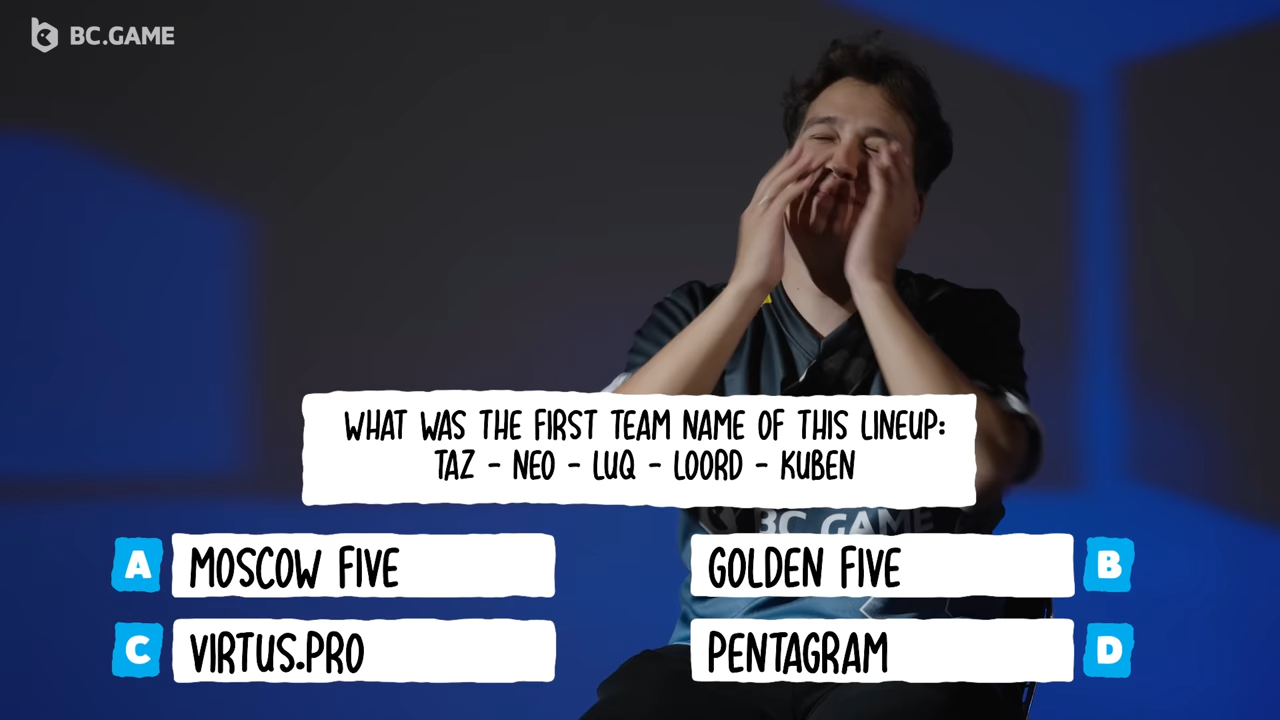 BC.GAME
WHAT WAS THE FIRST TEAM NAME OF THIS LINEUP:
TAZ - NEO - LUQ - LOORD - KUBEN
BC.GAME
A MOSCOW FIVE
GOLDEN FIVE B
C VIRTUS.PRO
PENTAGRAM D